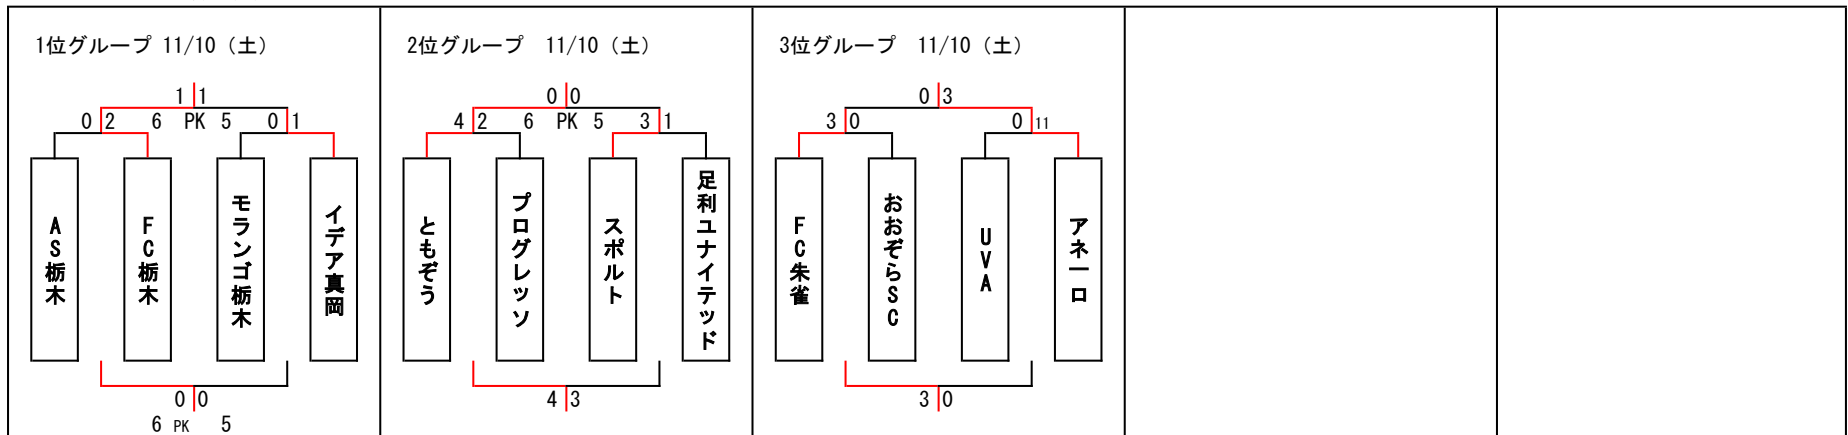 1位グループ 11/10（土）
1 1
0 2 6 PK 5 0 1
AS栃木
FC栃木
モランゴ栃木
イデア真岡
0 0
6 PK 5
2位グループ 11/10（土）
0 0
4 2 6 PK 5 3 1
ともぞう
プログレッソ
スポルト
足利ユナイテッド
4 3
3位グループ 11/10（土）
0 3
3 0 0 11
FC朱雀
おおぞらSC
UVA
アネーロ
3 0